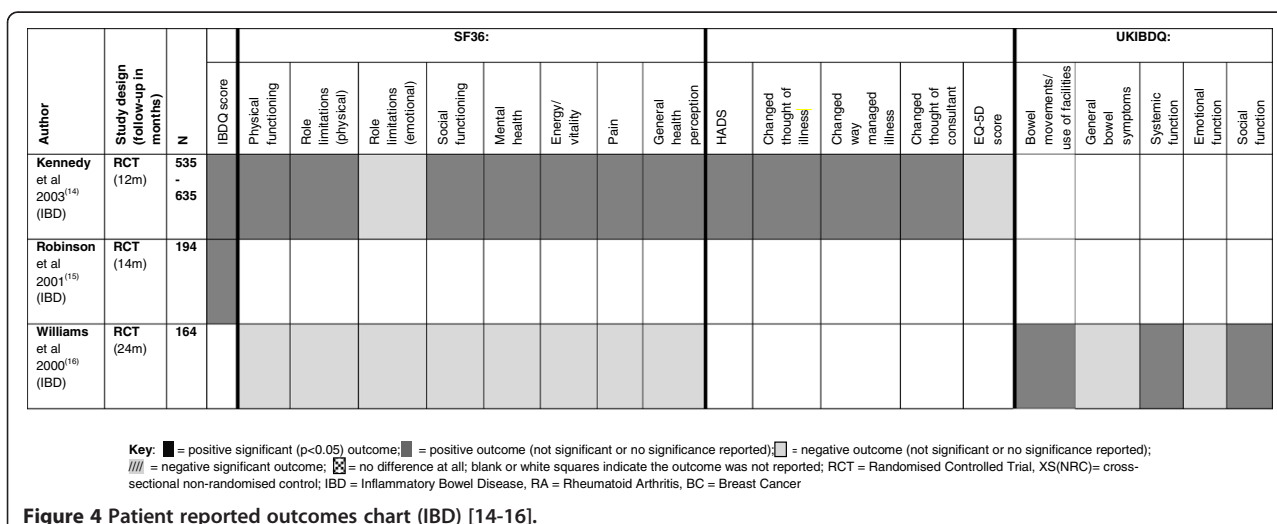 SF36:
UKIBDQ:
Author
Study design
(follow-up in
months)
N
IBDQ score
Physical
functioning
Role
limitations
(physical)
Role
limitations
(emotional)
Social
functioning
Mental
health
Energy/
vitality
Pain
General
health
perception
HADS
Changed
thought of
illness
Changed
way
managed
illness
Changed
thought of
consultant
EQ-5D
score
Bowel
movements/
use of facilities
General
bowel
symptoms
Systemic
function
Emotional
function
Social
function
Kennedy
et al
2003(14)
(IBD)
RCT
(12m)
535
-
635
Robinson
et al
2001(15)
(IBD)
RCT
(14m)
194
Williams
et al
2000(16)
(IBD)
RCT
(24m)
164
Key: = positive significant (p<0.05) outcome; = positive outcome (not significant or no significance reported); = negative outcome (not significant or no significance reported);
//// = negative significant outcome; = no difference at all; blank or white squares indicate the outcome was not reported; RCT = Randomised Controlled Trial, XS(NRC)= cross-
sectional non-randomised control; IBD = Inflammatory Bowel Disease, RA = Rheumatoid Arthritis, BC = Breast Cancer
Figure 4 Patient reported outcomes chart (IBD) [14-16].